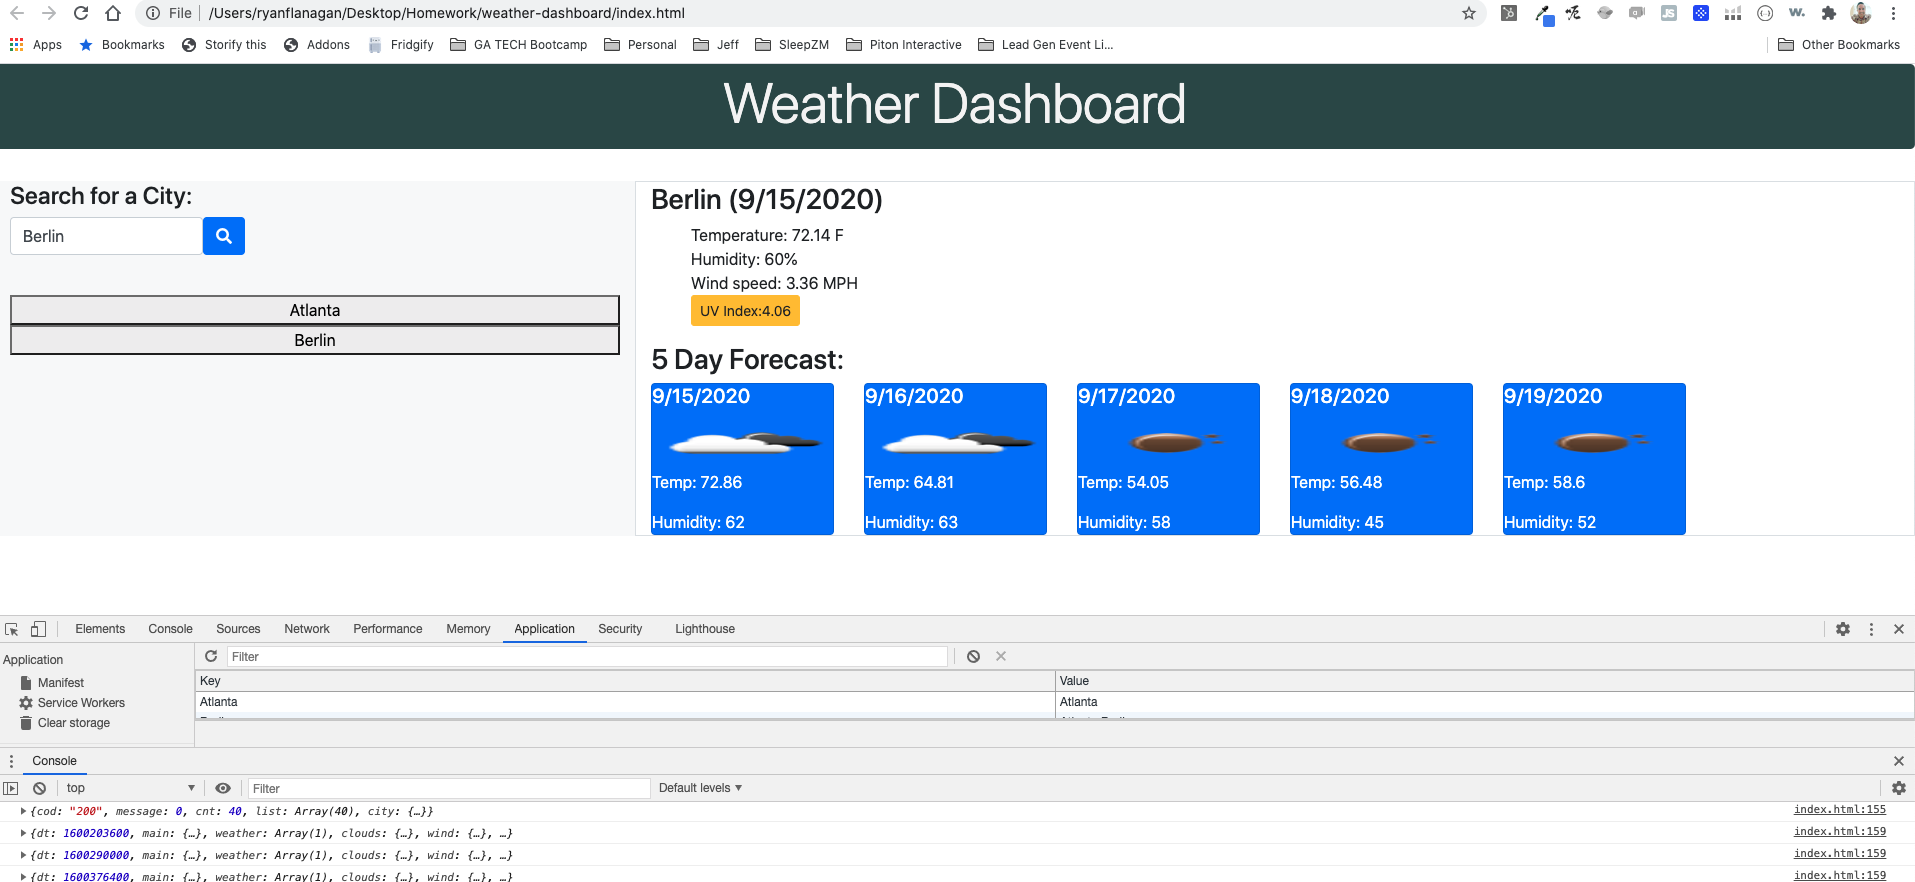 File | /Users/ryanflanagan/Desktop/Homework/weather-dashboard/index.html
Apps Bookmarks Storify this Addons Fridgify GA TECH Bootcamp Personal Jeff SleepZM Piton Interactive Lead Gen Event Li... Other Bookmarks
Weather Dashboard
Search for a City:
Berlin
Atlanta
Berlin
Berlin (9/15/2020)
Temperature: 72.14 F
Humidity: 60%
Wind speed: 3.36 MPH
UV Index:4.06
5 Day Forecast:
9/15/2020 9/16/2020 9/17/2020 9/18/2020 9/19/2020
Temp: 72.86 Temp: 64.81 Temp: 54.05 Temp: 56.48 Temp: 58.6
Humidity: 62 Humidity: 63 Humidity: 58 Humidity: 45 Humidity: 52
Elements Console Sources Network Performance Memory Application Security Lighthouse
Application
Manifest
Service Workers
Clear storage
Filter
Key Value
Atlanta Atlanta
Console
top Filter Default levels ▼
{cod: "200", message: 0, cnt: 40, list: Array(40), city: {…}} index.html:155
{dt: 1600203600, main: {…}, weather: Array(1), clouds: {…}, wind: {…}, …} index.html:159
{dt: 1600290000, main: {…}, weather: Array(1), clouds: {…}, wind: {…}, …} index.html:159
{dt: 1600376400, main: {…}, weather: Array(1), clouds: {…}, wind: {…}, …} index.html:159